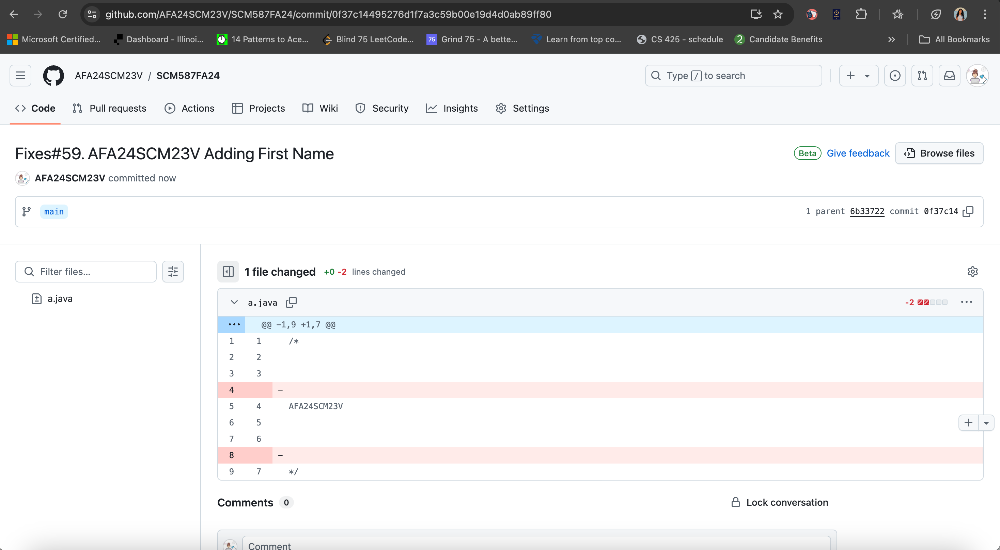 github.com/AFA24SCM23V/SCM587FA24/commit/0f37c14495276d1f7a3c59b00e19d4d0ab89ff80
Microsoft Certified... Dashboard - Illinoi... 14 Patterns to Ace... Blind 75 LeetCode... 75 Grind 75 - A bette... Learn from top co... CS 425 - schedule 2 Candidate Benefits » All Bookmarks
AFA24SCM23V / SCM587FA24 Type / to search
Code Pull requests Actions Projects Wiki Security Insights Settings
Fixes#59. AFA24SCM23V Adding First Name Beta Give feedback Browse files
AFA24SCM23V committed now
main 1 parent 6b33722 commit 0f37c14
Filter files...
a.java
1 file changed +0 -2 lines changed
a.java -2
@@ -1,9 +1,7 @@
1 1 /*
2 2
3 3
4 -
5 4 AFA24SCM23V
6 5
7 6
8 -
9 7 */
Comments 0 Lock conversation
Comment